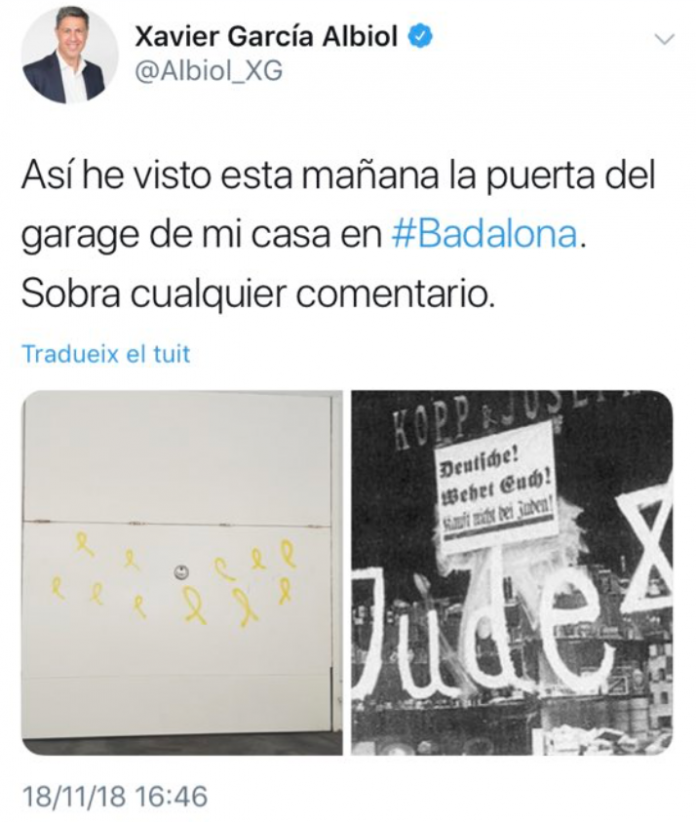 Xavier García Albiol
@Albiol_XG
Así he visto esta mañana la puerta del
garage de mi casa en #Badalona.
Sobra cualquier comentario.
Tradueix el tuit
KOPP & JOSEPH
Deutsche!
Wehrt Euch!
Kauft nicht bei Juden!
Jude
18/11/18 16:46